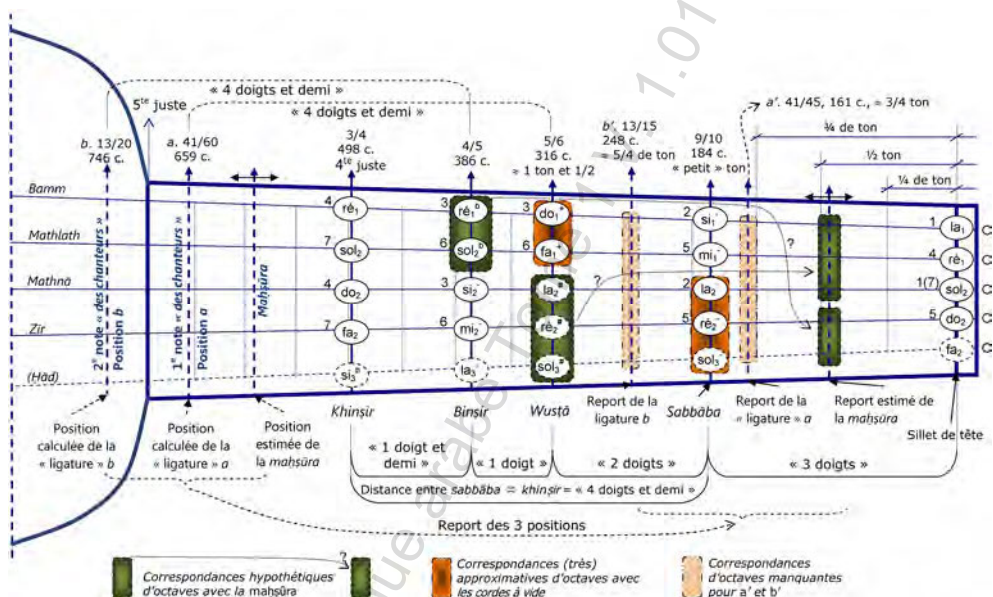 « 4 doigts et demi »
5te juste
« 4 doigts et demi »
a'. 41/45, 161 c., = 3/4 ton
b. 13/20
746 c.
a. 41/60
659 c.
3/4
498 c.
4te juste
4/5
386 c.
5/6
316 c.
≈ 1 ton et 1/2
b'. 13/15
248 c.
= 5/4 de ton
9/10
184 c.
« petit » ton
¾ de ton
½ ton
¼ de ton
Bamm
4 ré1
3 ré1
3 do1+
2 si1-
1 la1
Mathlath
7 sol2
6 sol2
6 fa1+
5 mi1-
?
4 ré1
Mathnā
4 do2
3 si2-
la2
?
2 la2
1(7) sol2
Zīr
7 fa2
6 mi2-
ré2
5 ré2-
5 do2
(Ḥād)
si3
la3-
sol3
sol3-
fa2
2e note « des chanteurs »
Position b
1e note « des chanteurs »
Position a
Maḥṣūra
Position
calculée de la
« ligature » b
Position
calculée de la
« ligature » a
Position
estimée de
la maḥṣūra
Khinṣir
Binṣir
Wusṭā
Report de la
ligature b
Sabbāba
Report de la
« ligature » a
Report estimé de
la maḥṣūra
Sillet de tête
« 1 doigt et
demi »
« 1 doigt »
« 2 doigts »
« 3 doigts »
Distance entre sabbāba = khinṣir = « 4 doigts et demi »
Report des 3 positions
?
Correspondances hypothétiques
d'octaves avec la maḥṣūra
Correspondances (très)
approximatives d'octaves avec
les cordes à vide
Correspondances
d'octaves manquantes
pour a' et b'